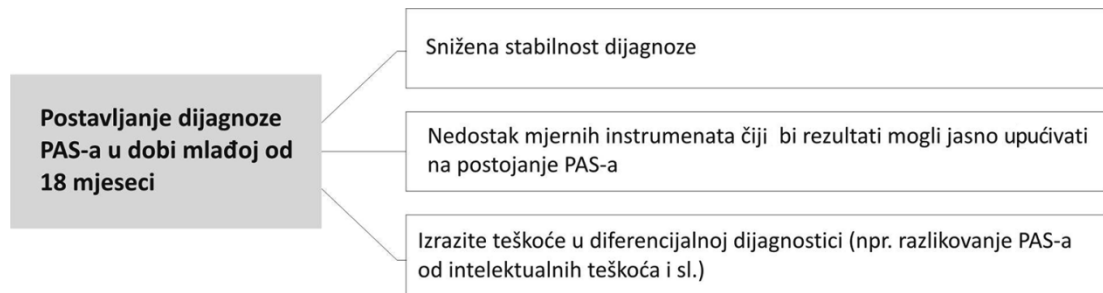 Postavljanje dijagnoze
PAS-a u dobi mlađoj od
18 mjeseci
Snižena stabilnost dijagnoze
Nedostak mjernih instrumenata čiji bi rezultati mogli jasno upućivati
na postojanje PAS-a
Izrazite teškoće u diferencijalnoj dijagnostici (npr. razlikovanje PAS-a
od intelektualnih teškoća i sl.)